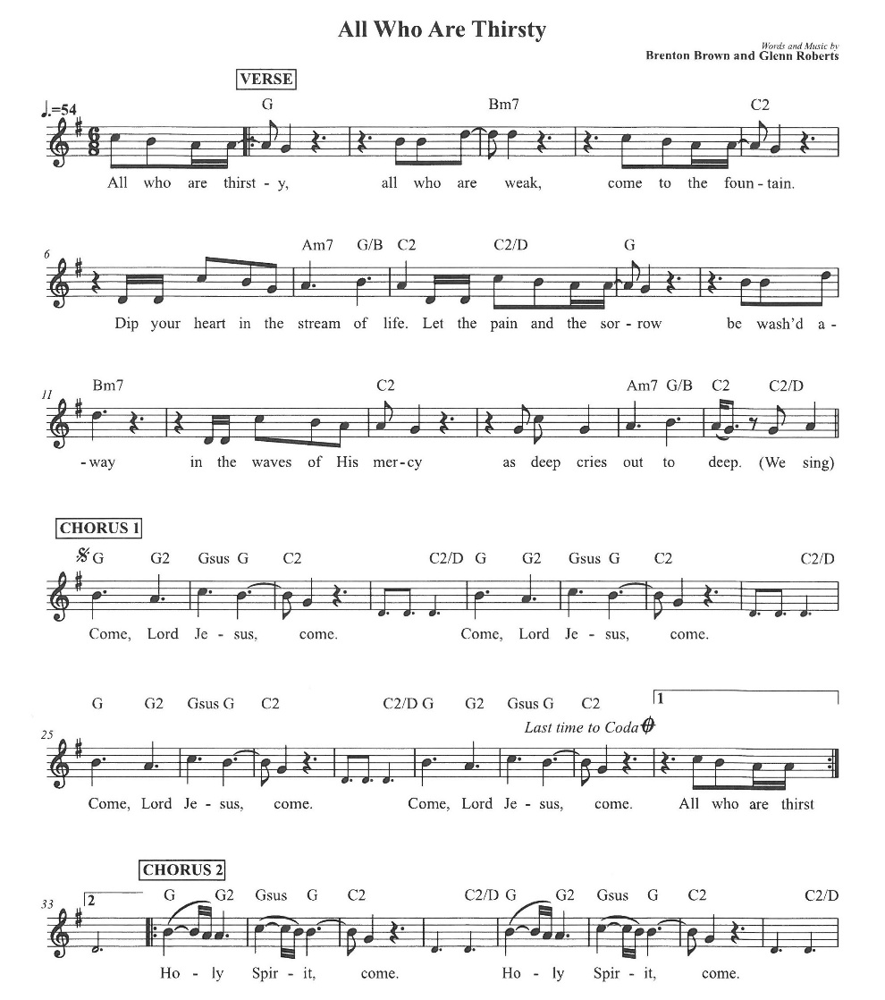 All Who Are Thirsty
Words and Music by
Brenton Brown and Glenn Roberts
VERSE
=54
G Bm7 C2
6
8
All who are thirst - y, all who are weak, come to the foun - tain.
6
Am7 G/B C2 C2/D G
Dip your heart in the stream of life. Let the pain and the sor - row be wash'd a -
11
Bm7 C2 Am7 G/B C2 C2/D
-way in the waves of His mer - cy as deep cries out to deep. (We sing)
CHORUS 1
G G2 Gsus G C2 C2/D G G2 Gsus G C2 C2/D
Come, Lord Je - sus, come. Come, Lord Je - sus, come.
G G2 Gsus G C2 C2/D G G2 Gsus G C2 1
Last time to Coda
25
Come, Lord Je - sus, come. Come, Lord Je - sus, come. All who are thirst
CHORUS 2
33
2 G G2 Gsus G C2 C2/D G G2 Gsus G C2 C2/D
Ho - ly Spir - it, come. Ho - ly Spir - it, come.